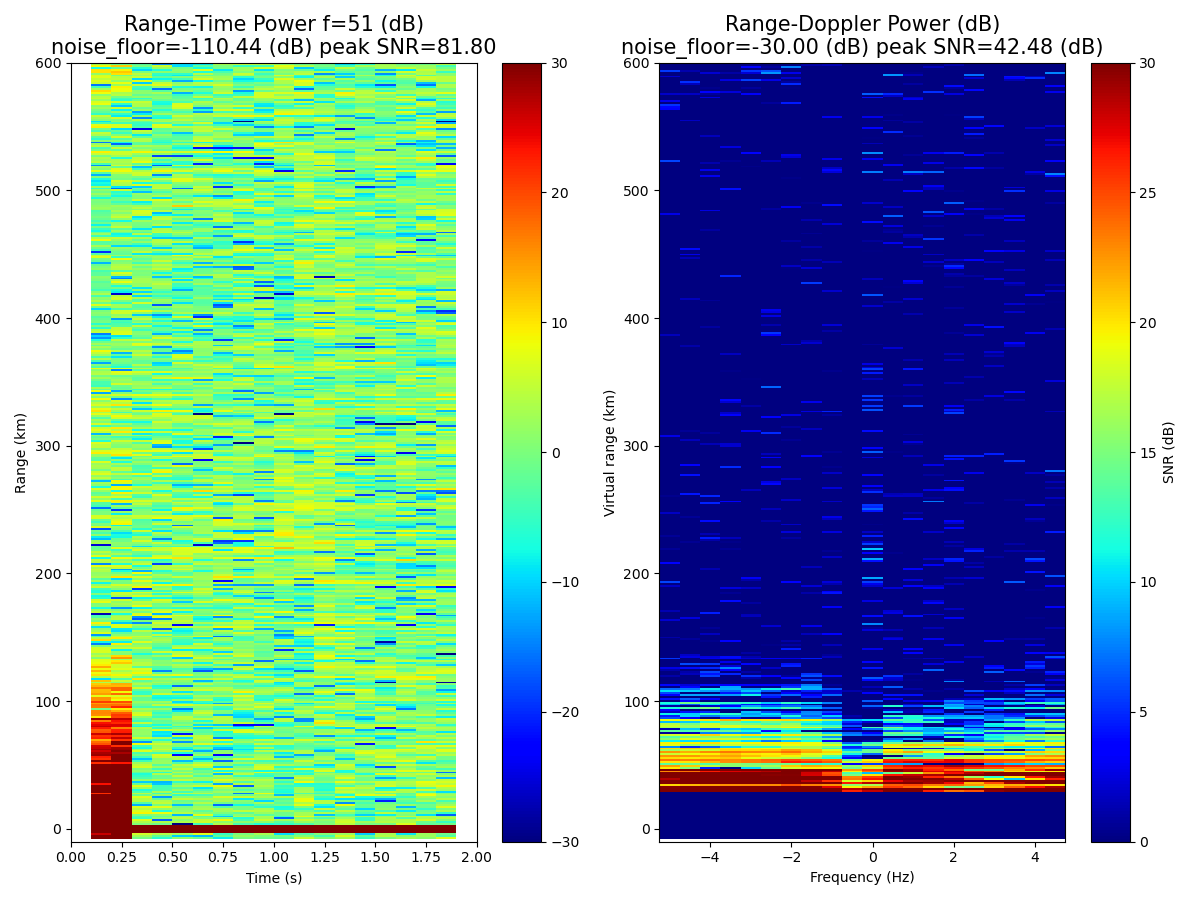 Range-Time Power f=51 (dB)
noise_floor=-110.44 (dB) peak SNR=81.80
Range (km)
600
500
400
300
200
100
0
0.00 0.25 0.50 0.75 1.00 1.25 1.50 1.75 2.00
Time (s)
30
20
10
0
−10
−20
−30
Range-Doppler Power (dB)
noise_floor=-30.00 (dB) peak SNR=42.48 (dB)
Virtual range (km)
600
500
400
300
200
100
0
−4 −2 0 2 4
Frequency (Hz)
30
25
20
15
10
5
0
SNR (dB)